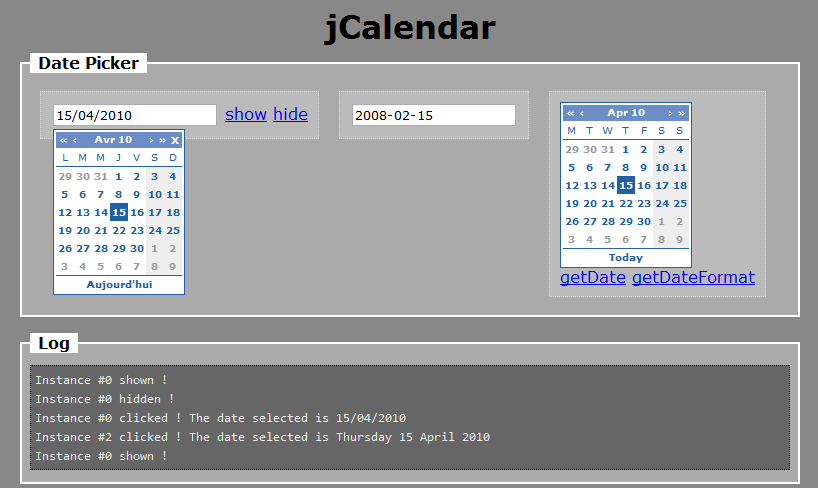 jCalendar
Date Picker
15/04/2010 show hide
« ‹ Avr 10 › » x
L M M J V S D
29 30 31 1 2 3 4
5 6 7 8 9 10 11
12 13 14 15 16 17 18
19 20 21 22 23 24 25
26 27 28 29 30 1 2
3 4 5 6 7 8 9
Aujourd'hui
2008-02-15
« ‹ Apr 10 › »
M T W T F S S
29 30 31 1 2 3 4
5 6 7 8 9 10 11
12 13 14 15 16 17 18
19 20 21 22 23 24 25
26 27 28 29 30 1 2
3 4 5 6 7 8 9
Today
getDate getDateFormat
Log
Instance #0 shown !
Instance #0 hidden !
Instance #0 clicked ! The date selected is 15/04/2010
Instance #2 clicked ! The date selected is Thursday 15 April 2010
Instance #0 shown !